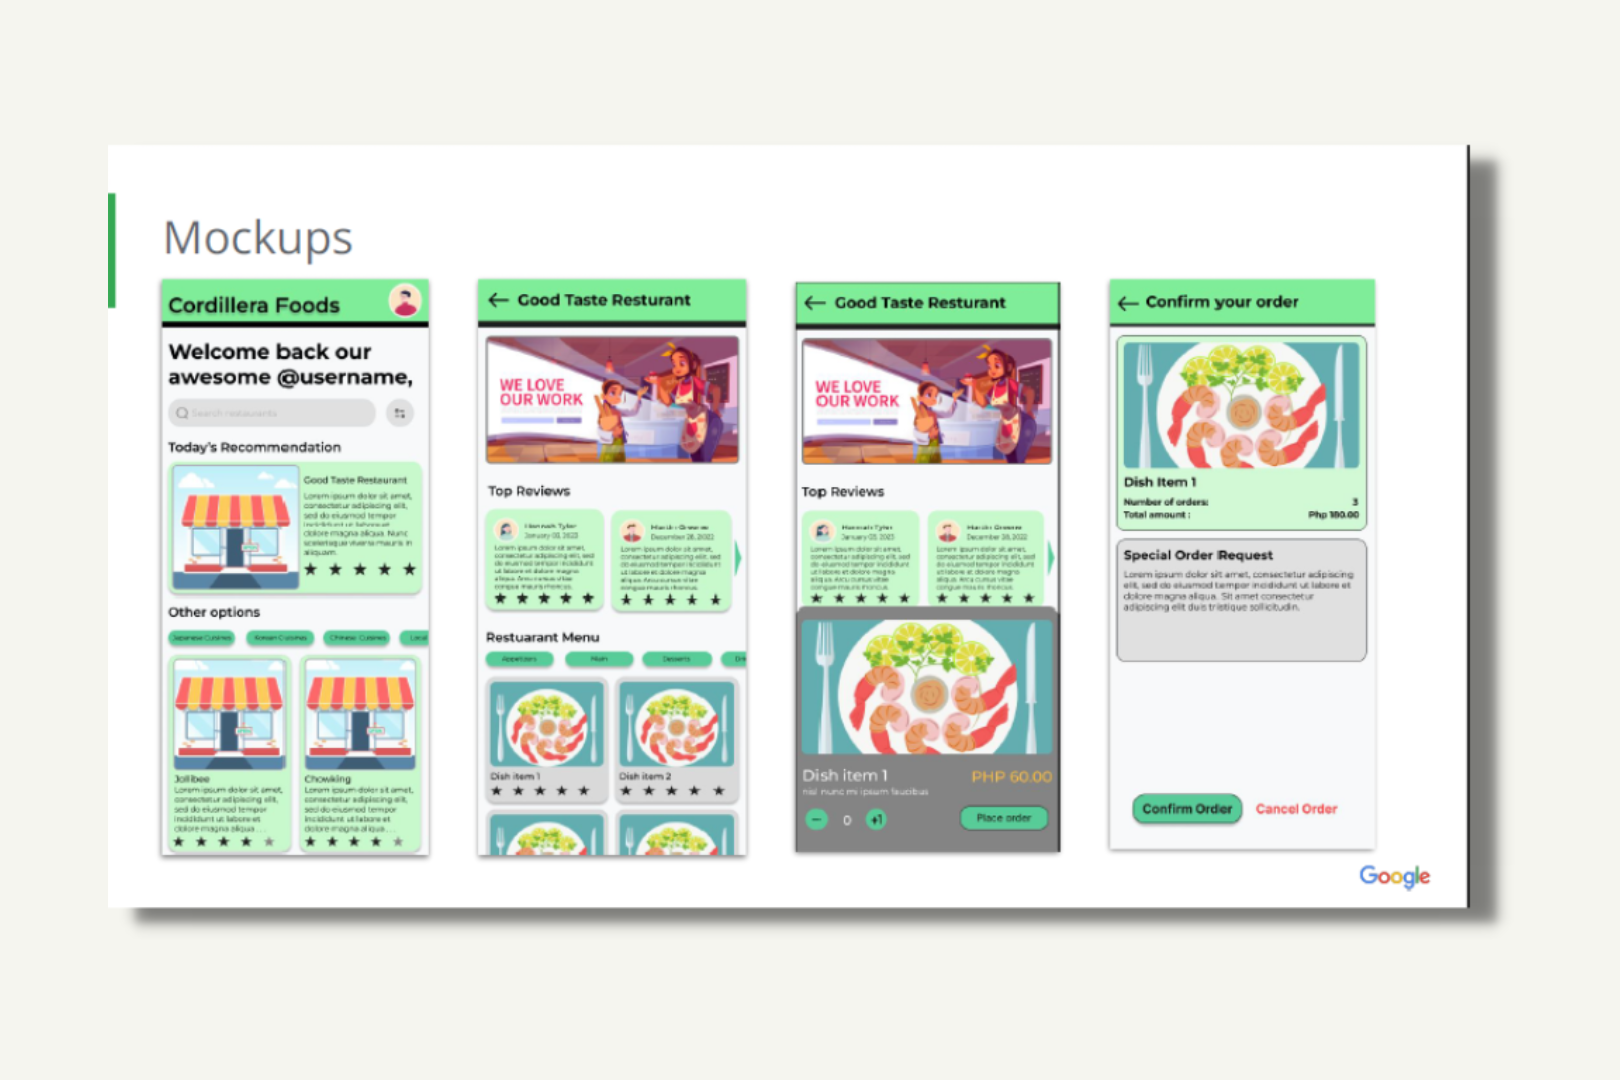 Mockups
Cordillera Foods
Welcome back our
awesome @username,
Search restaurants
Today's Recommendation
Good Taste Restaurant
Lorem ipsum dolor sit amet,
consectetur adipiscing elit,
sed do eiusmod tempor
incididunt ut labore et
dolore magna aliqua. Nunc
scelerisque viverra mauris in
aliquam.
Other options
Japanese Cuisines
Korean Cuisines
Chinese Cuisines
Local
Jollibee
Lorem ipsum dolor sit amet,
consectetur adipiscing elit,
sed do eiusmod tempor
incididunt ut labore et
dolore magna aliqua ...
Chowking
Lorem ipsum dolor sit amet,
consectetur adipiscing elit,
sed do eiusmod tempor
incididunt ut labore et
dolore magna aliqua ...
Good Taste Resturant
WE LOVE
OUR WORK
Top Reviews
Hannah Tyler
January 03, 2023
Lorem ipsum dolor sit amet,
consectetur adipiscing elit, sed
do eiusmod tempor incididunt
ut labore et dolore magna
aliqua. Arcu cursus vitae
congue mauris rhoncus.
Martin Greene
December 28, 2022
Lorem ipsum dolor sit amet,
consectetur adipiscing elit, sed
do eiusmod tempor incididunt
ut labore et dolore magna
aliqua. Arcu cursus vitae
congue mauris rhoncus.
Restuarant Menu
Appetizers
Main
Desserts
Dri
Dish item 1
Dish item 2
Good Taste Resturant
WE LOVE
OUR WORK
Top Reviews
Hannah Tyler
January 03, 2023
Lorem ipsum dolor sit amet,
consectetur adipiscing elit, sed
do eiusmod tempor incididunt
ut labore et dolore magna
aliqua. Arcu cursus vitae
congue mauris rhoncus.
Martin Greene
December 28, 2022
Lorem ipsum dolor sit amet,
consectetur adipiscing elit, sed
do eiusmod tempor incididunt
ut labore et dolore magna
aliqua. Arcu cursus vitae
congue mauris rhoncus.
Dish item 1
PHP 60.00
nisl nunc mi ipsum faucibus
− 0 +1
Place order
Confirm your order
Dish Item 1
Number of orders: 3
Total amount : Php 180.00
Special Order Request
Lorem ipsum dolor sit amet, consectetur adipiscing
elit, sed do eiusmod tempor incididunt ut labore et
dolore magna aliqua. Sit amet consectetur
adipiscing elit duis tristique sollicitudin.
Confirm Order
Cancel Order
Google